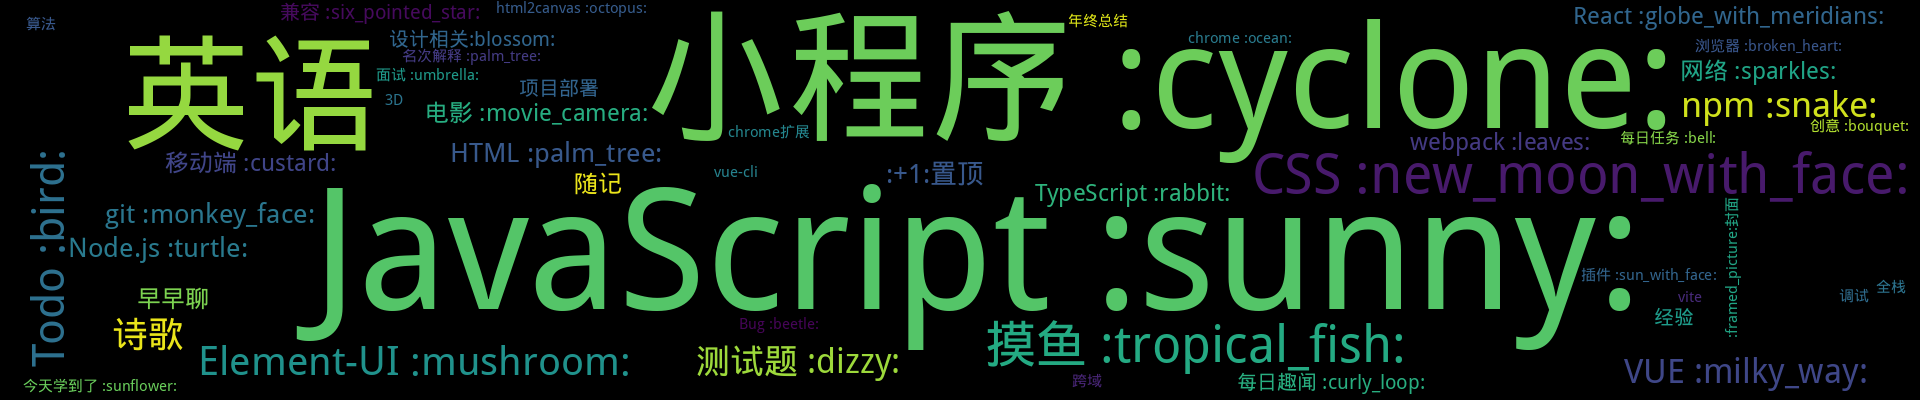 兼容 :six_pointed_star:
html2canvas :octopus:
算法
年终总结
React :globe_with_meridians:
设计相关:blossom:
chrome :ocean:
浏览器 :broken_heart:
名次解释 :palm_tree:
英语
小程序 :cyclone:
面试 :umbrella:
网络 :sparkles:
项目部署
3D
npm :snake:
电影 :movie_camera:
创意 :bouquet:
chrome扩展
每日任务 :bell:
webpack :leaves:
HTML :palm_tree:
移动端 :custard:
vue-cli
:+1:置顶
CSS :new_moon_with_face:
随记
TypeScript :rabbit:
git :monkey_face:
Todo :bird:
JavaScript :sunny:
Node.js :turtle:
:framed_picture:封面
插件 :sun_with_face:
全栈
早早聊
vite
调试
经验
诗歌
Bug :beetle:
摸鱼 :tropical_fish:
Element-UI :mushroom:
测试题 :dizzy:
VUE :milky_way:
跨域
每日趣闻 :curly_loop:
今天学到了 :sunflower: